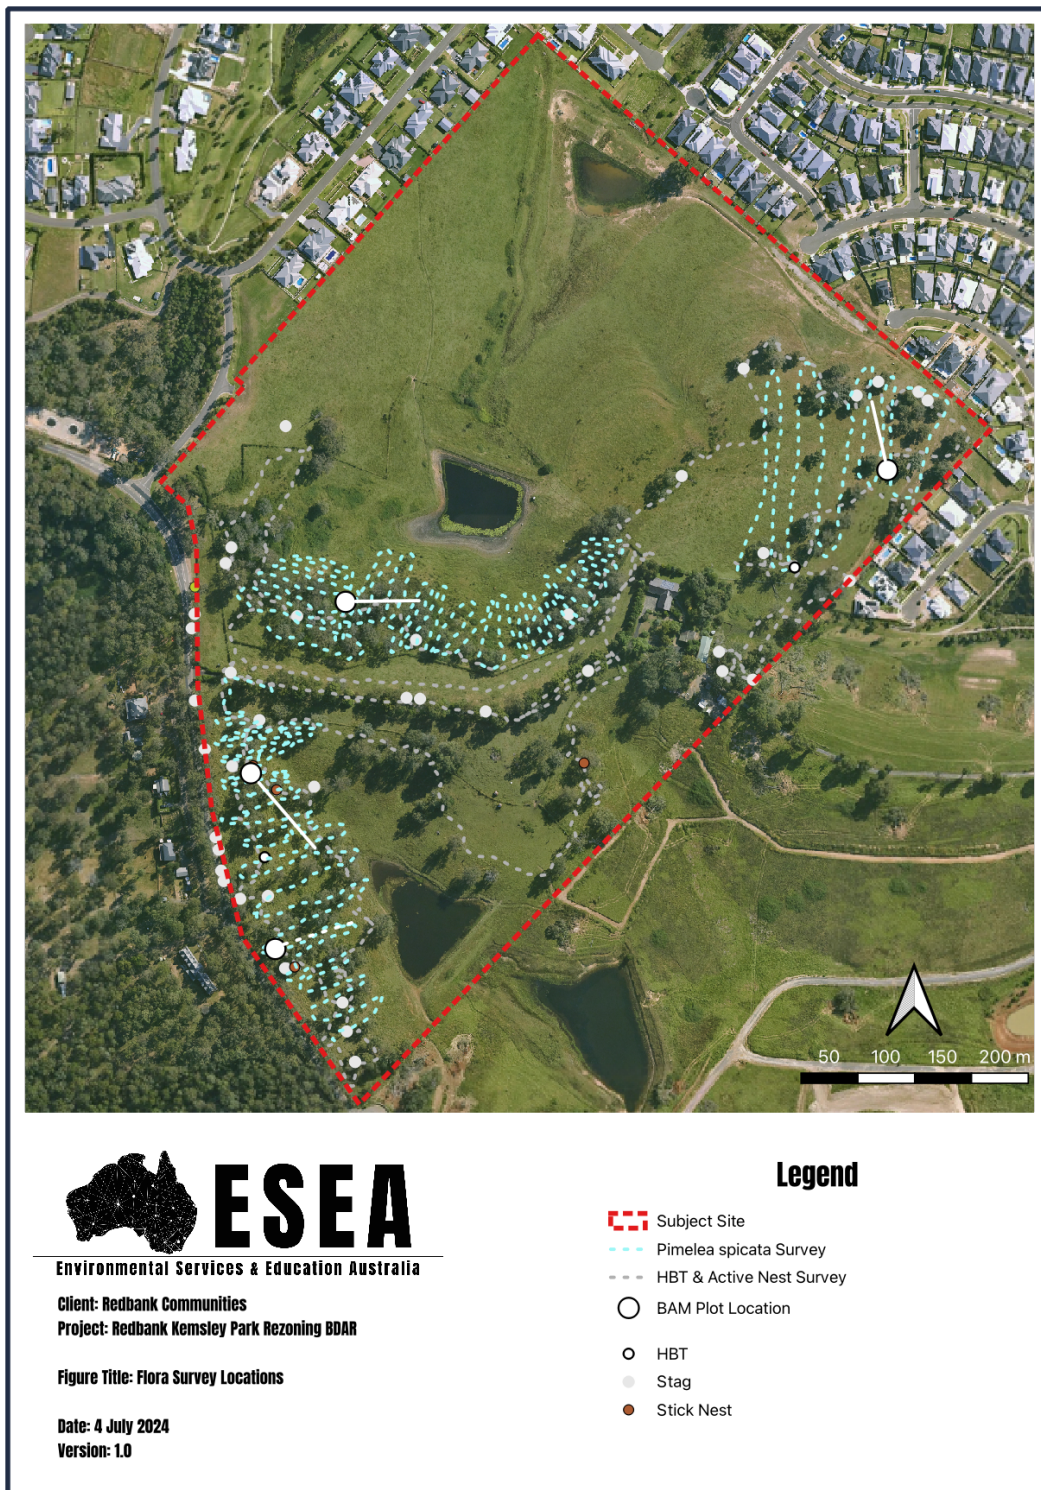 50 100 150 200 m
ESEA
Environmental Services & Education Australia
Client: Redbank Communities
Project: Redbank Kemsley Park Rezoning BDAR
Figure Title: Flora Survey Locations
Date: 4 July 2024
Version: 1.0
Legend
Subject Site
Pimelea spicata Survey
HBT & Active Nest Survey
BAM Plot Location
HBT
Stag
Stick Nest